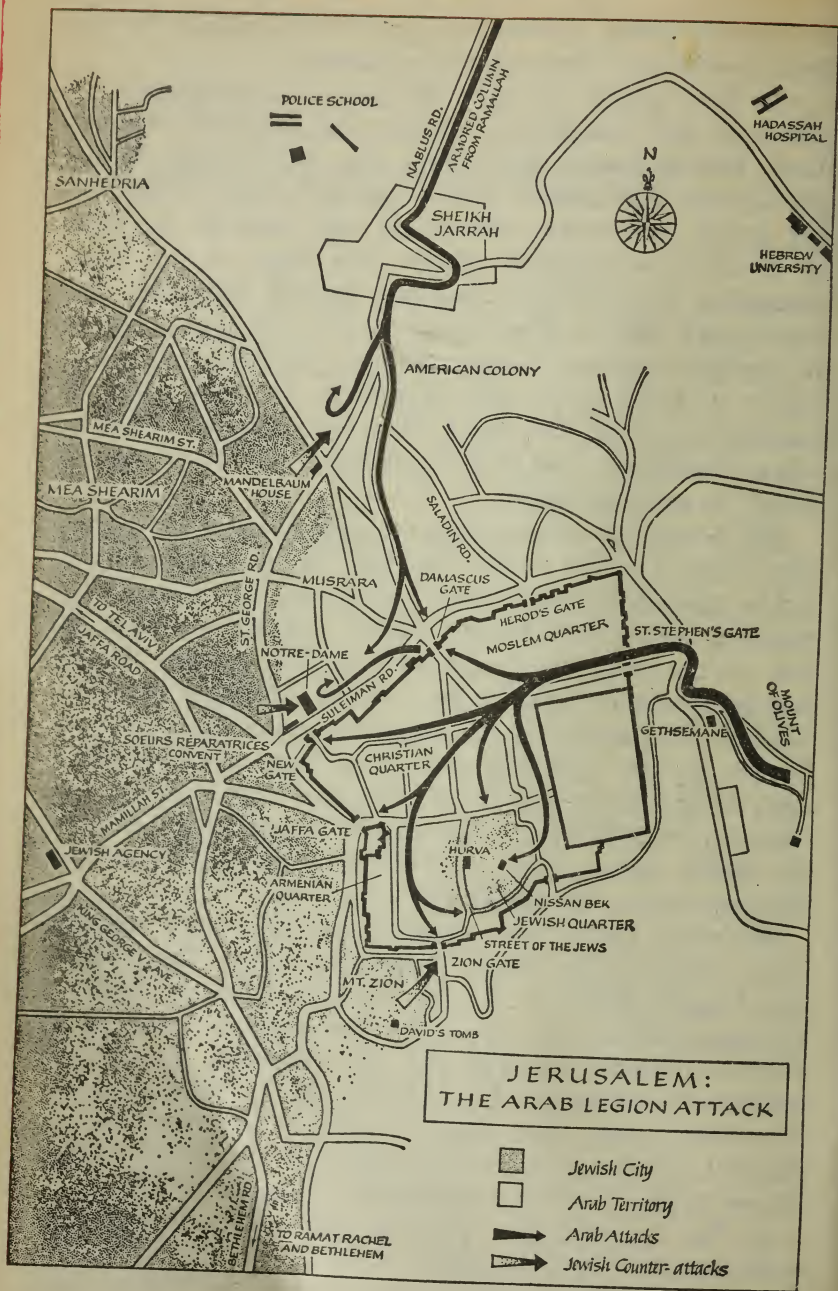 POLICE SCHOOL
NABLUS RD.
ARMORED COLUMN
FROM RAMALLAH
HADASSAH
HOSPITAL
N
SANHEDRIA
SHEIKH
JARRAH
HEBREW
UNIVERSITY
AMERICAN COLONY
MEA SHEARIM ST.
MANDELBAUM
HOUSE
MEA SHEARIM
SALADIN RD.
ST. GEORGE RD.
MUSRARA
DAMASCUS
GATE
HEROD'S GATE
MOSLEM QUARTER
ST. STEPHEN'S GATE
TO TEL AVIV
JAFFA ROAD
NOTRE-DAME
SULEIMAN RD.
MOUNT
OF OLIVES
GETHSEMANE
SOEURS REPARATRICES
CONVENT
NEW
GATE
CHRISTIAN
QUARTER
MAMILLAH ST.
JAFFA GATE
JEWISH AGENCY
HURVA
ARMENIAN
QUARTER
NISSAN BEK
JEWISH QUARTER
STREET OF THE JEWS
KING GEORGE V AVE
ZION GATE
MT. ZION
DAVID'S TOMB
JERUSALEM:
THE ARAB LEGION ATTACK
Jewish City
Arab Territory
Arab Attacks
Jewish Counter-attacks
BETHLEHEM RD
TO RAMAT RACHEL
AND BETHLEHEM